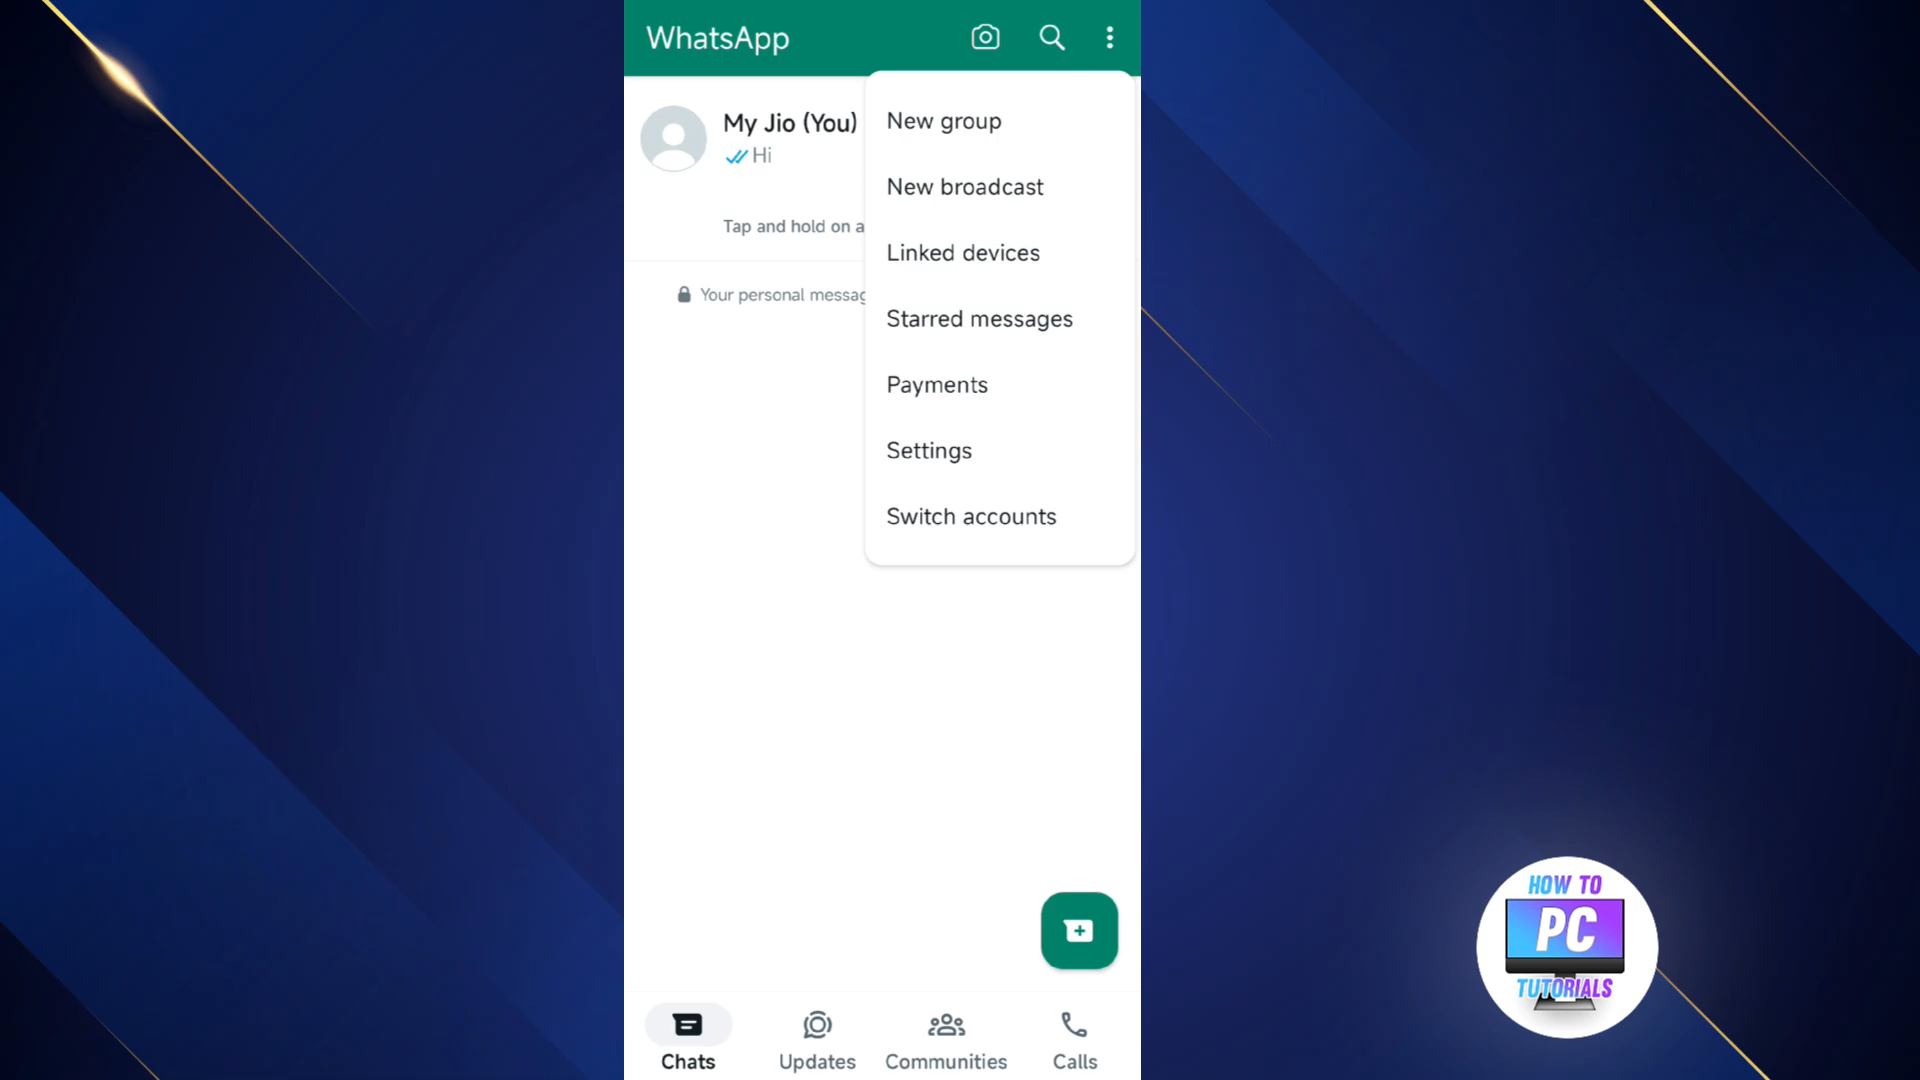 WhatsApp
My Jio (You)
Hi
Tap and hold on a
Your personal messag
New group
New broadcast
Linked devices
Starred messages
Payments
Settings
Switch accounts
Chats
Updates
Communities
Calls
HOW TO
PC
TUTORIALS